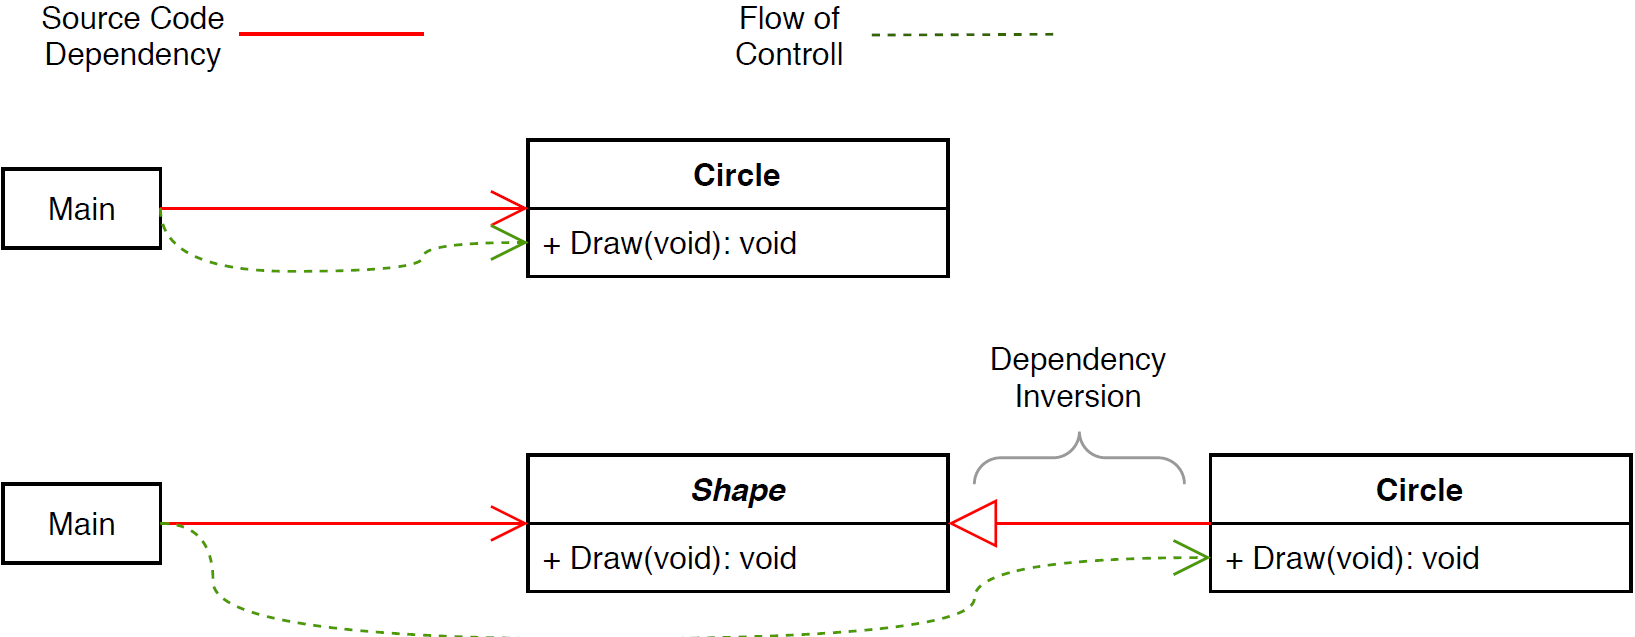 Source Code
Dependency
Flow of
Controll
Circle
Main
+ Draw(void): void
Dependency
Inversion
Shape
Circle
Main
+ Draw(void): void
+ Draw(void): void